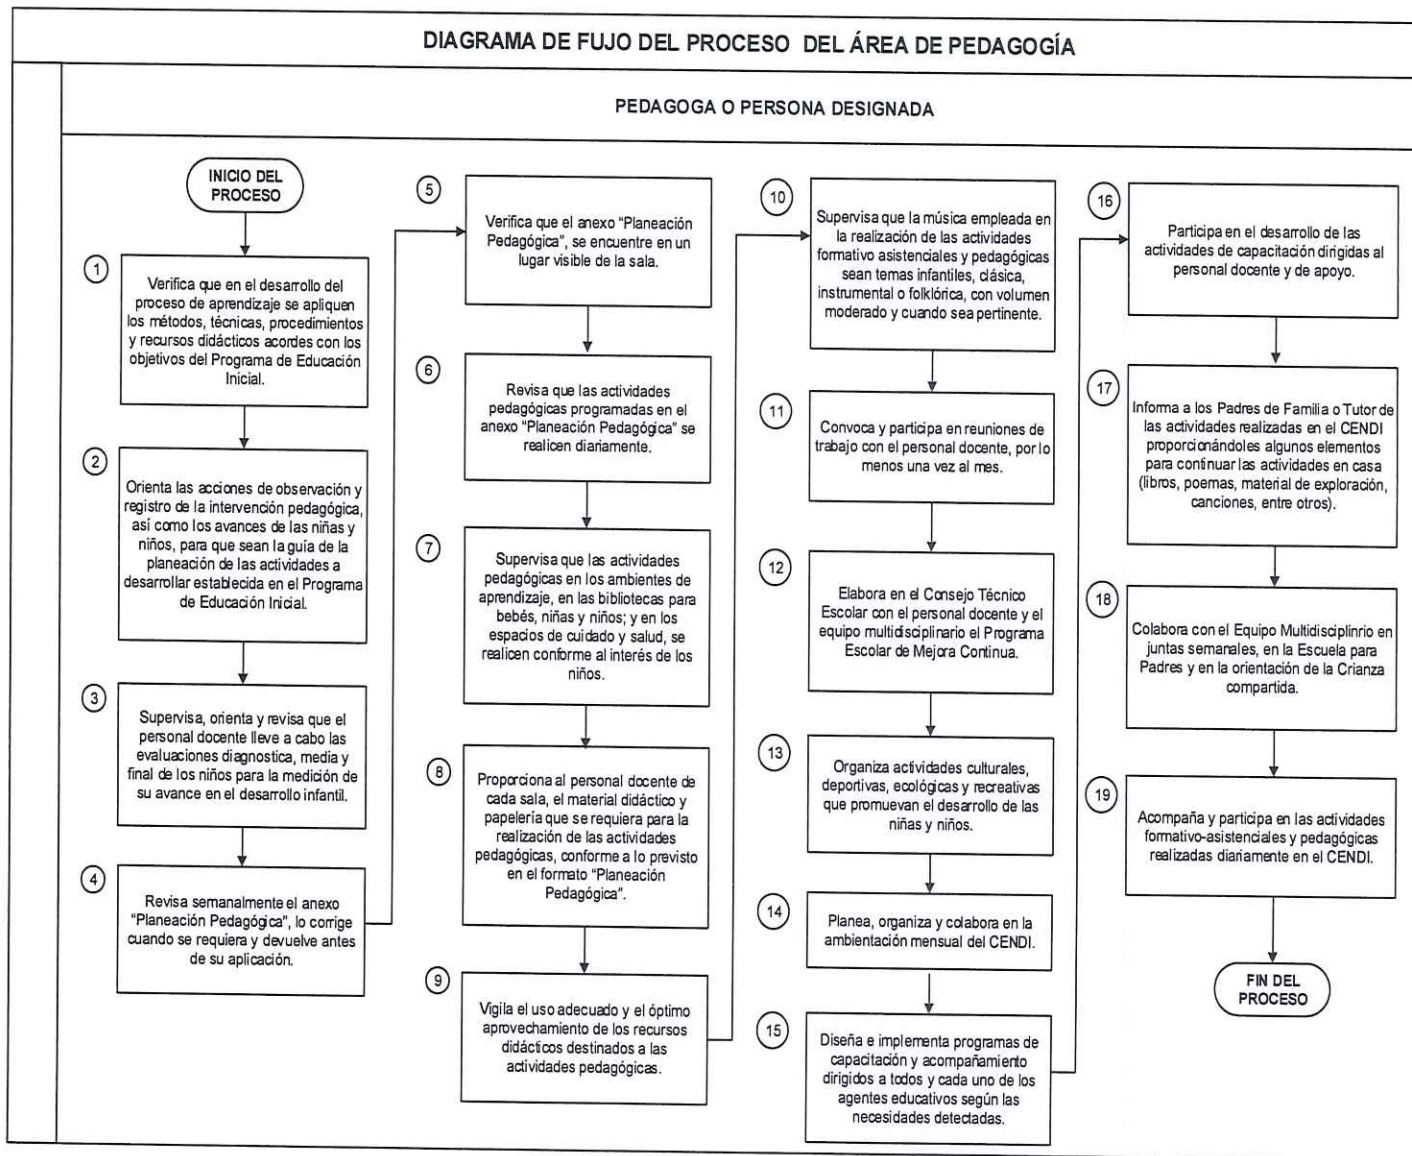 DIAGRAMA DE FUJO DEL PROCESO DEL ÁREA DE PEDAGOGÍA
PEDAGOGA O PERSONA DESIGNADA
INICIO DEL
PROCESO
1
Verifica que en el desarrollo del
proceso de aprendizaje se apliquen
los métodos, técnicas, procedimientos
y recursos didácticos acordes con los
objetivos del Programa de Educación
Inicial.
2
Orienta las acciones de observación y
registro de la intervención pedagógica,
así como los avances de las niñas y
niños, para que sean la guía de la
planeación de las actividades a
desarrollar establecida en el Programa
de Educación Inicial.
3
Supervisa, orienta y revisa que el
personal docente lleve a cabo las
evaluaciones diagnostica, media y
final de los niños para la medición de
su avance en el desarrollo infantil.
4
Revisa semanalmente el anexo
“Planeación Pedagógica”, lo corrige
cuando se requiera y devuelve antes
de su aplicación.
5
Verifica que el anexo “Planeación
Pedagógica”, se encuentre en un
lugar visible de la sala.
6
Revisa que las actividades
pedagógicas programadas en el
anexo “Planeación Pedagógica” se
realicen diariamente.
7
Supervisa que las actividades
pedagógicas en los ambientes de
aprendizaje, en las bibliotecas para
bebés, niñas y niños; y en los
espacios de cuidado y salud, se
realicen conforme al interés de los
niños.
8
Proporciona al personal docente de
cada sala, el material didáctico y
papelería que se requiera para la
realización de las actividades
pedagógicas, conforme a lo previsto
en el formato “Planeación
Pedagógica”.
9
Vigila el uso adecuado y el óptimo
aprovechamiento de los recursos
didácticos destinados a las
actividades pedagógicas.
10
Supervisa que la música empleada en
la realización de las actividades
formativo asistenciales y pedagógicas
sean temas infantiles, clásica,
instrumental o folklórica, con volumen
moderado y cuando sea pertinente.
11
Convoca y participa en reuniones de
trabajo con el personal docente, por lo
menos una vez al mes.
12
Elabora en el Consejo Técnico
Escolar con el personal docente y el
equipo multidisciplinario el Programa
Escolar de Mejora Continua.
13
Organiza actividades culturales,
deportivas, ecológicas y recreativas
que promuevan el desarrollo de las
niñas y niños.
14
Planea, organiza y colabora en la
ambientación mensual del CENDI.
15
Diseña e implementa programas de
capacitación y acompañamiento
dirigidos a todos y cada uno de los
agentes educativos según las
necesidades detectadas.
16
Participa en el desarrollo de las
actividades de capacitación dirigidas al
personal docente y de apoyo.
17
Informa a los Padres de Familia o Tutor de
las actividades realizadas en el CENDI
proporcionándoles algunos elementos
para continuar las actividades en casa
(libros, poemas, material de exploración,
canciones, entre otros).
18
Colabora con el Equipo Multidisciplinrio en
juntas semanales, en la Escuela para
Padres y en la orientación de la Crianza
compartida.
19
Acompaña y participa en las actividades
formativo-asistenciales y pedagógicas
realizadas diariamente en el CENDI.
FIN DEL
PROCESO